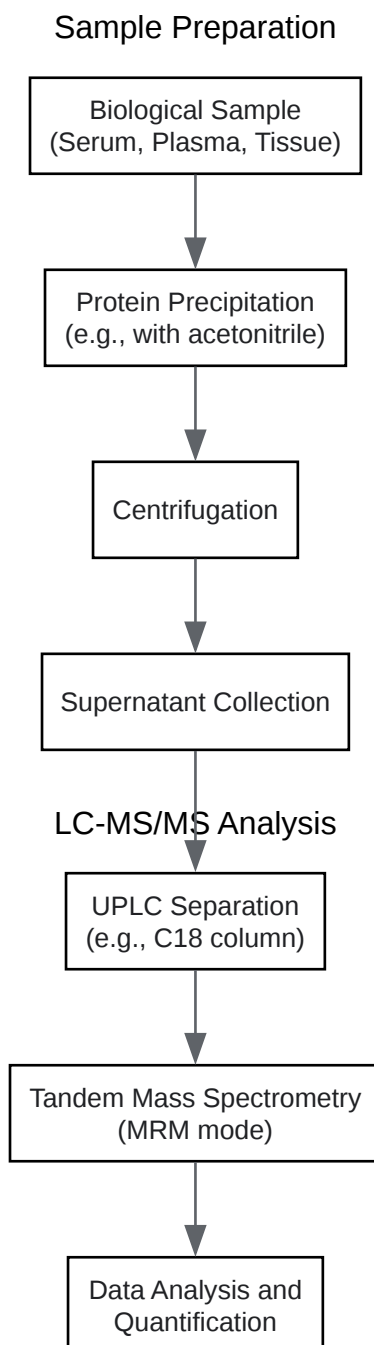 Sample Preparation
Biological Sample
(Serum, Plasma, Tissue)
Protein Precipitation
(e.g., with acetonitrile)
Centrifugation
Supernatant Collection
LC-MS/MS Analysis
UPLC Separation
(e.g., C18 column)
Tandem Mass Spectrometry
(MRM mode)
Data Analysis and
Quantification